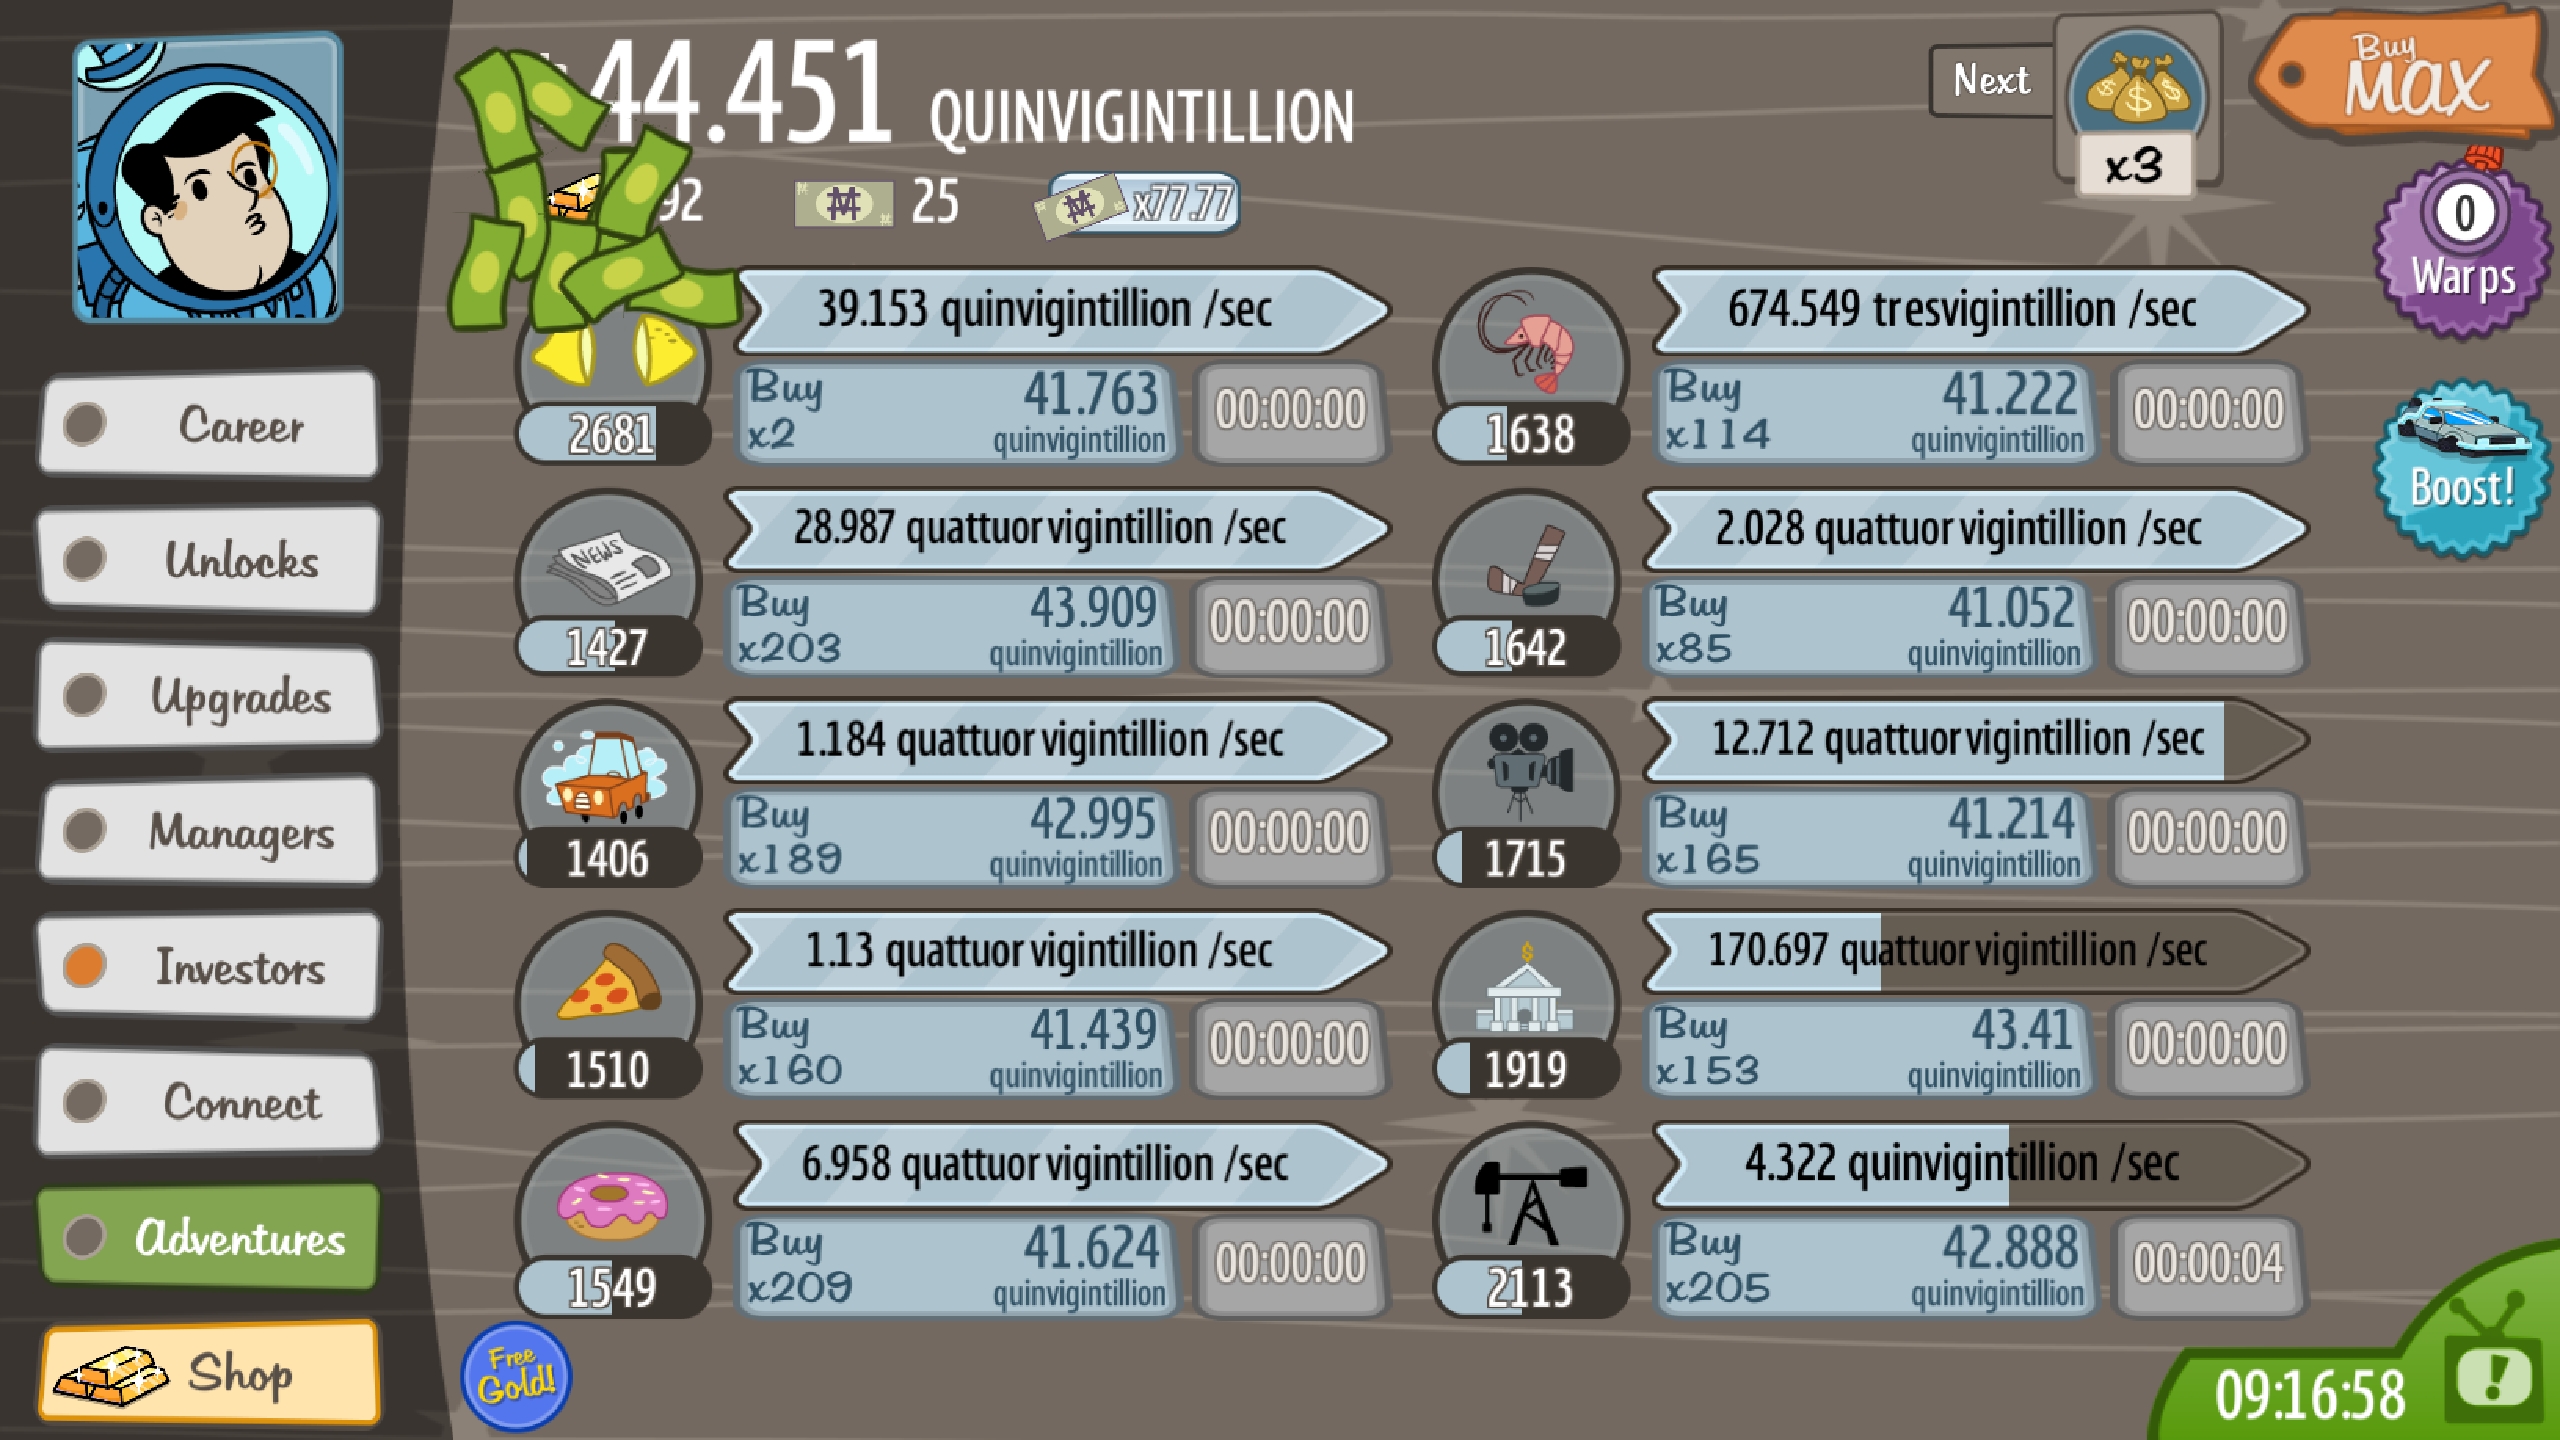 44.451 QUINVIGINTILLION
Next
x3
Buy
MAX
92
25
x77.77
0
Warps
Boost!
Career
Unlocks
Upgrades
Managers
Investors
Connect
Adventures
Shop
39.153 quinvigintillion /sec
2681
Buy
x2
41.763
quinvigintillion
00:00:00
674.549 tresvigintillion /sec
1638
Buy
x114
41.222
quinvigintillion
00:00:00
NEWS
28.987 quattuorvigintillion /sec
1427
Buy
x203
43.909
quinvigintillion
00:00:00
2.028 quattuorvigintillion /sec
1642
Buy
x85
41.052
quinvigintillion
00:00:00
1.184 quattuorvigintillion /sec
1406
Buy
x189
42.995
quinvigintillion
00:00:00
12.712 quattuorvigintillion /sec
1715
Buy
x165
41.214
quinvigintillion
00:00:00
1.13 quattuorvigintillion /sec
1510
Buy
x160
41.439
quinvigintillion
00:00:00
170.697 quattuorvigintillion /sec
1919
Buy
x153
43.41
quinvigintillion
00:00:00
6.958 quattuorvigintillion /sec
1549
Buy
x209
41.624
quinvigintillion
00:00:00
4.322 quinvigintillion /sec
2113
Buy
x205
42.888
quinvigintillion
00:00:04
Free
Gold!
09:16:58